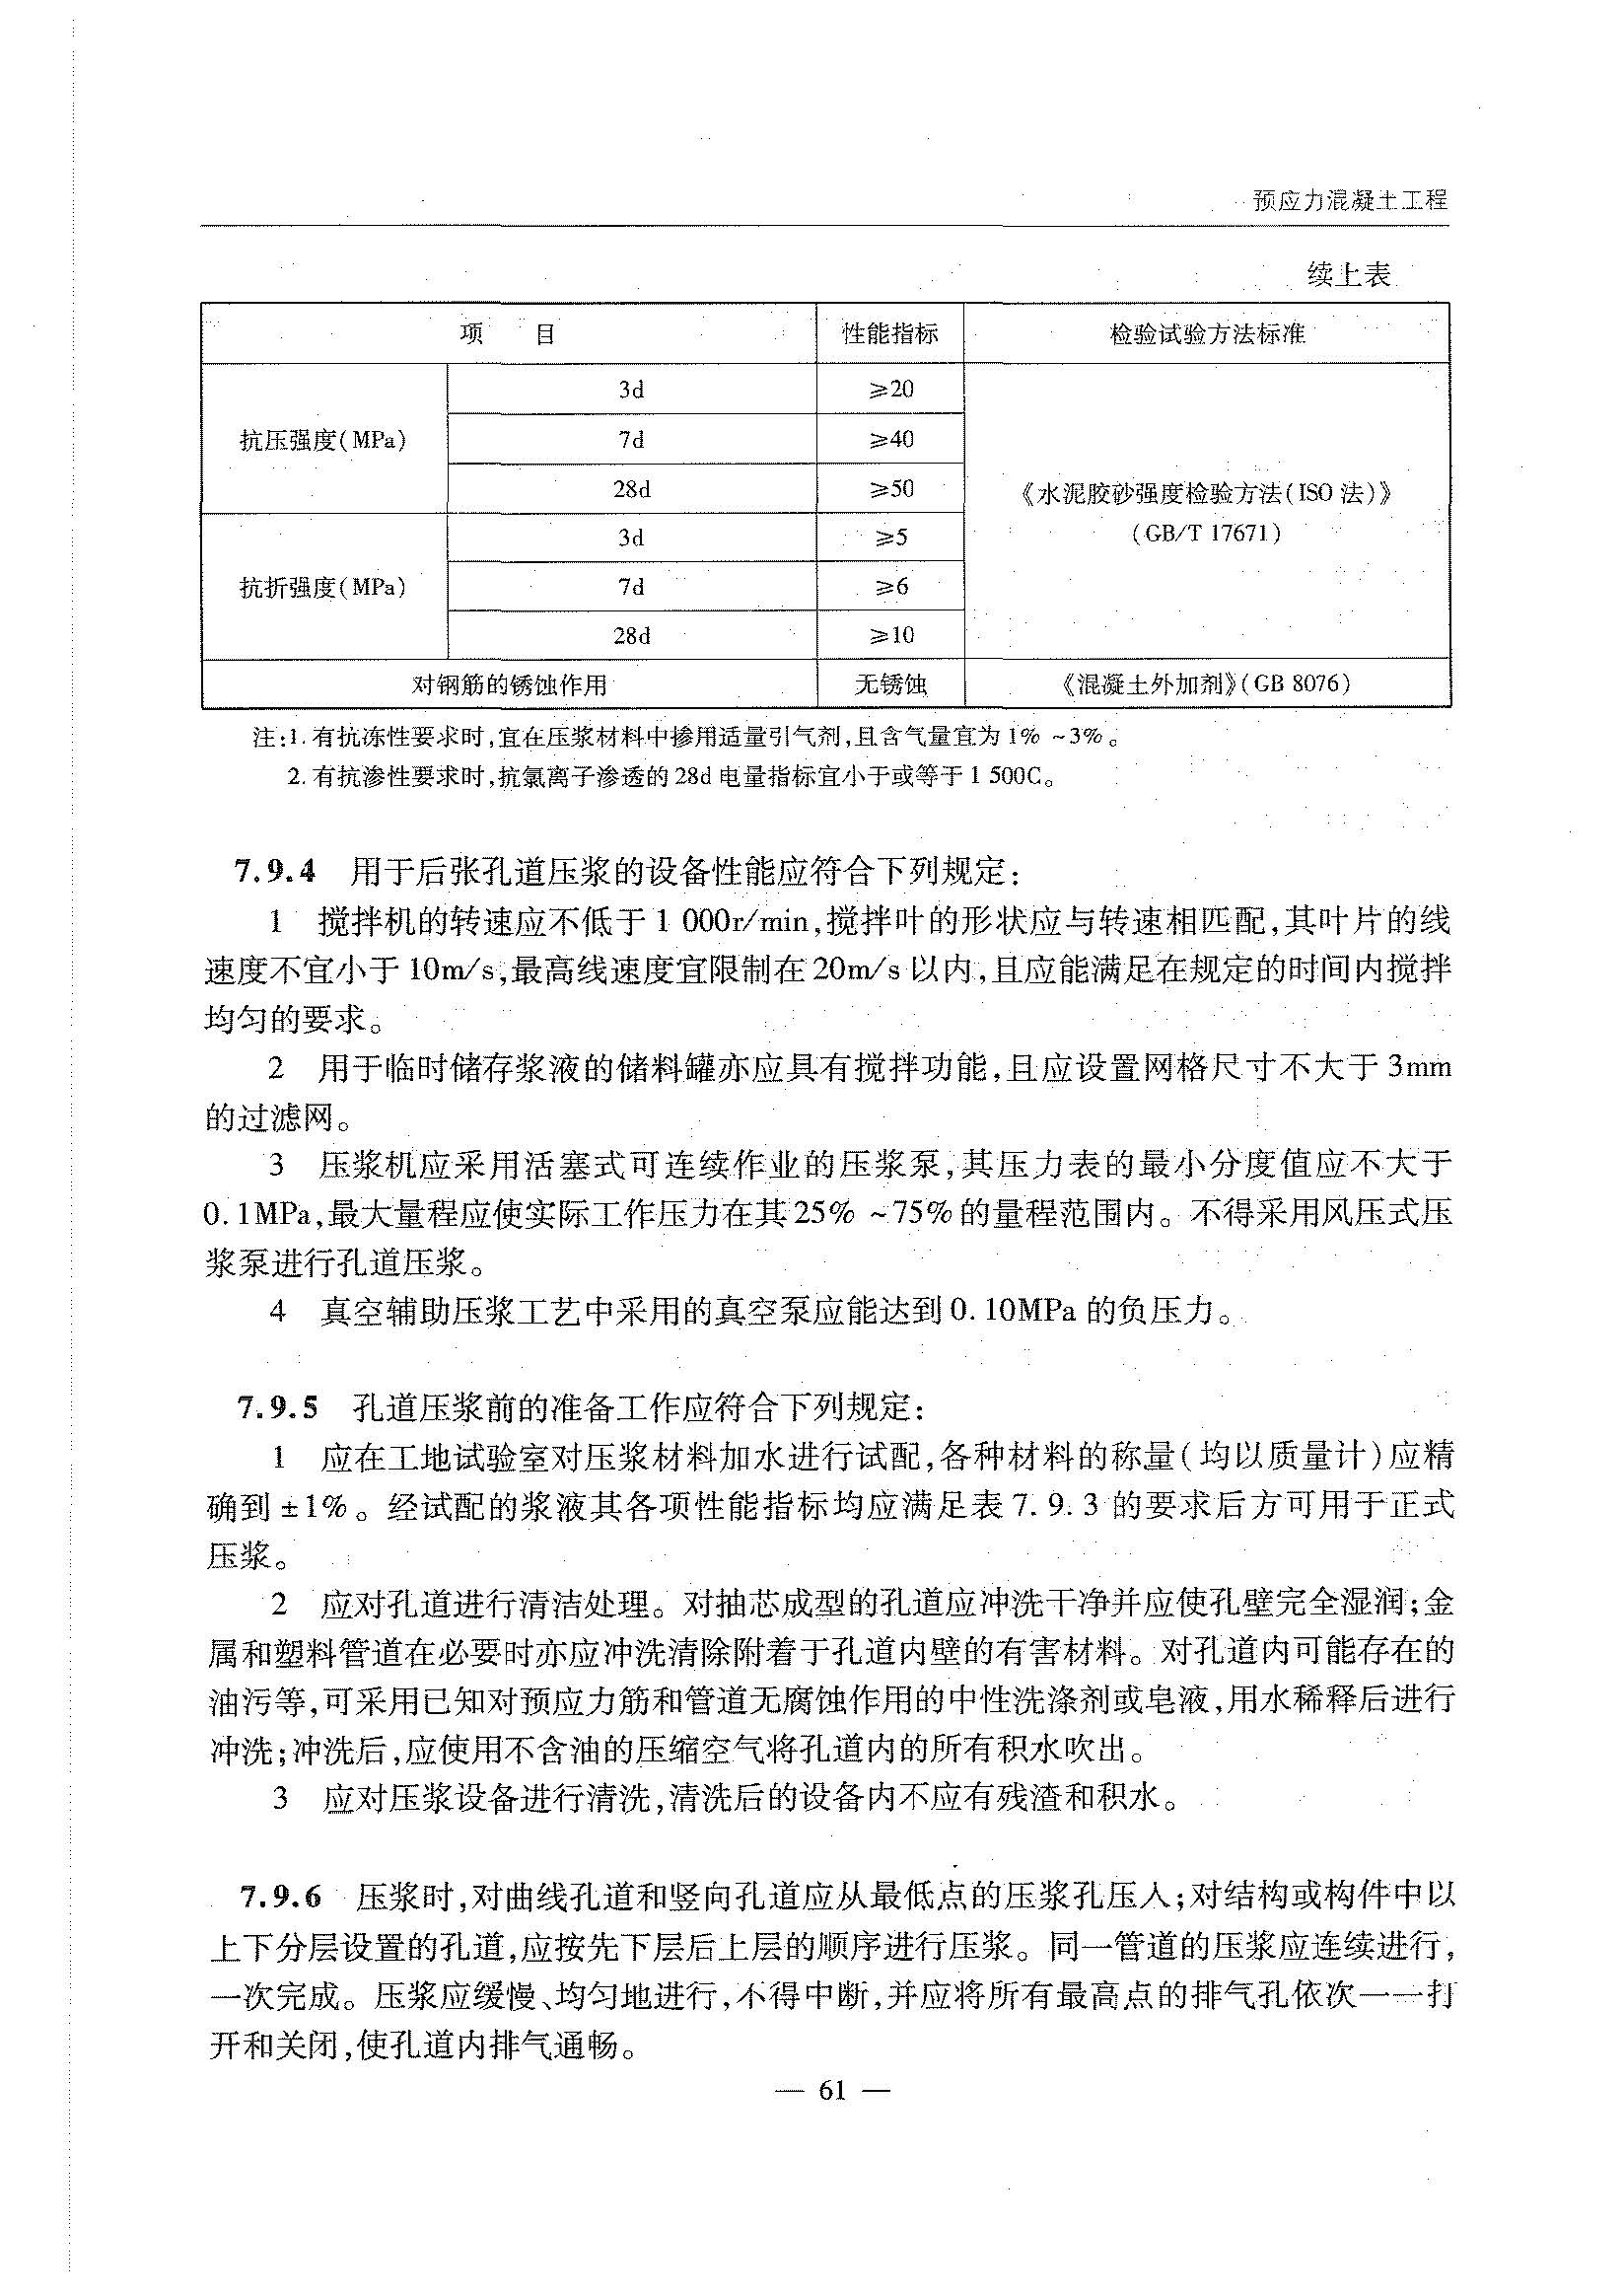 预应力混凝土工程
续上表
项 目 性能指标 检验试验方法标准
抗压强度(MPa) 3d ≥20
7d ≥40
28d ≥50
《水泥胶砂强度检验方法(ISO 法)》
(GB/T 17671)
抗折强度(MPa) 3d ≥5
7d ≥6
28d ≥10
对钢筋的锈蚀作用 无锈蚀 《混凝土外加剂》(GB 8076)
注:1. 有抗冻性要求时,宜在压浆材料中掺用适量引气剂,且含气量宜为 1% ~3%。
2. 有抗渗性要求时,抗氯离子渗透的 28d 电量指标宜小于或等于 1 500C。
7.9.4 用于后张孔道压浆的设备性能应符合下列规定:
1 搅拌机的转速应不低于 1 000r/min,搅拌叶的形状应与转速相匹配,其叶片的线
速度不宜小于 10m/s,最高线速度宜限制在 20m/s 以内,且应能满足在规定的时间内搅拌
均匀的要求。
2 用于临时储存浆液的储料罐亦应具有搅拌功能,且应设置网格尺寸不大于 3mm
的过滤网。
3 压浆机应采用活塞式可连续作业的压浆泵,其压力表的最小分度值应不大于
0.1MPa,最大量程应使实际工作压力在其 25% ~75% 的量程范围内。不得采用风压式压
浆泵进行孔道压浆。
4 真空辅助压浆工艺中采用的真空泵应能达到 0.10MPa 的负压力。
7.9.5 孔道压浆前的准备工作应符合下列规定:
1 应在工地试验室对压浆材料加水进行试配,各种材料的称量(均以质量计)应精
确到 ±1%。经试配的浆液其各项性能指标均应满足表 7.9.3 的要求后方可用于正式
压浆。
2 应对孔道进行清洁处理。对抽芯成型的孔道应冲洗干净并应使孔壁完全湿润;金
属和塑料管道在必要时亦应冲洗清除附着于孔道内壁的有害材料。对孔道内可能存在的
油污等,可采用已知对预应力筋和管道无腐蚀作用的中性洗涤剂或皂液,用水稀释后进行
冲洗;冲洗后,应使用不含油的压缩空气将孔道内的所有积水吹出。
3 应对压浆设备进行清洗,清洗后的设备内不应有残渣和积水。
7.9.6 压浆时,对曲线孔道和竖向孔道应从最低点的压浆孔压入;对结构或构件中以
上下分层设置的孔道,应按先下层后上层的顺序进行压浆。同一管道的压浆应连续进行,
一次完成。压浆应缓慢、均匀地进行,不得中断,并应将所有最高点的排气孔依次一一打
开和关闭,使孔道内排气通畅。
— 61 —